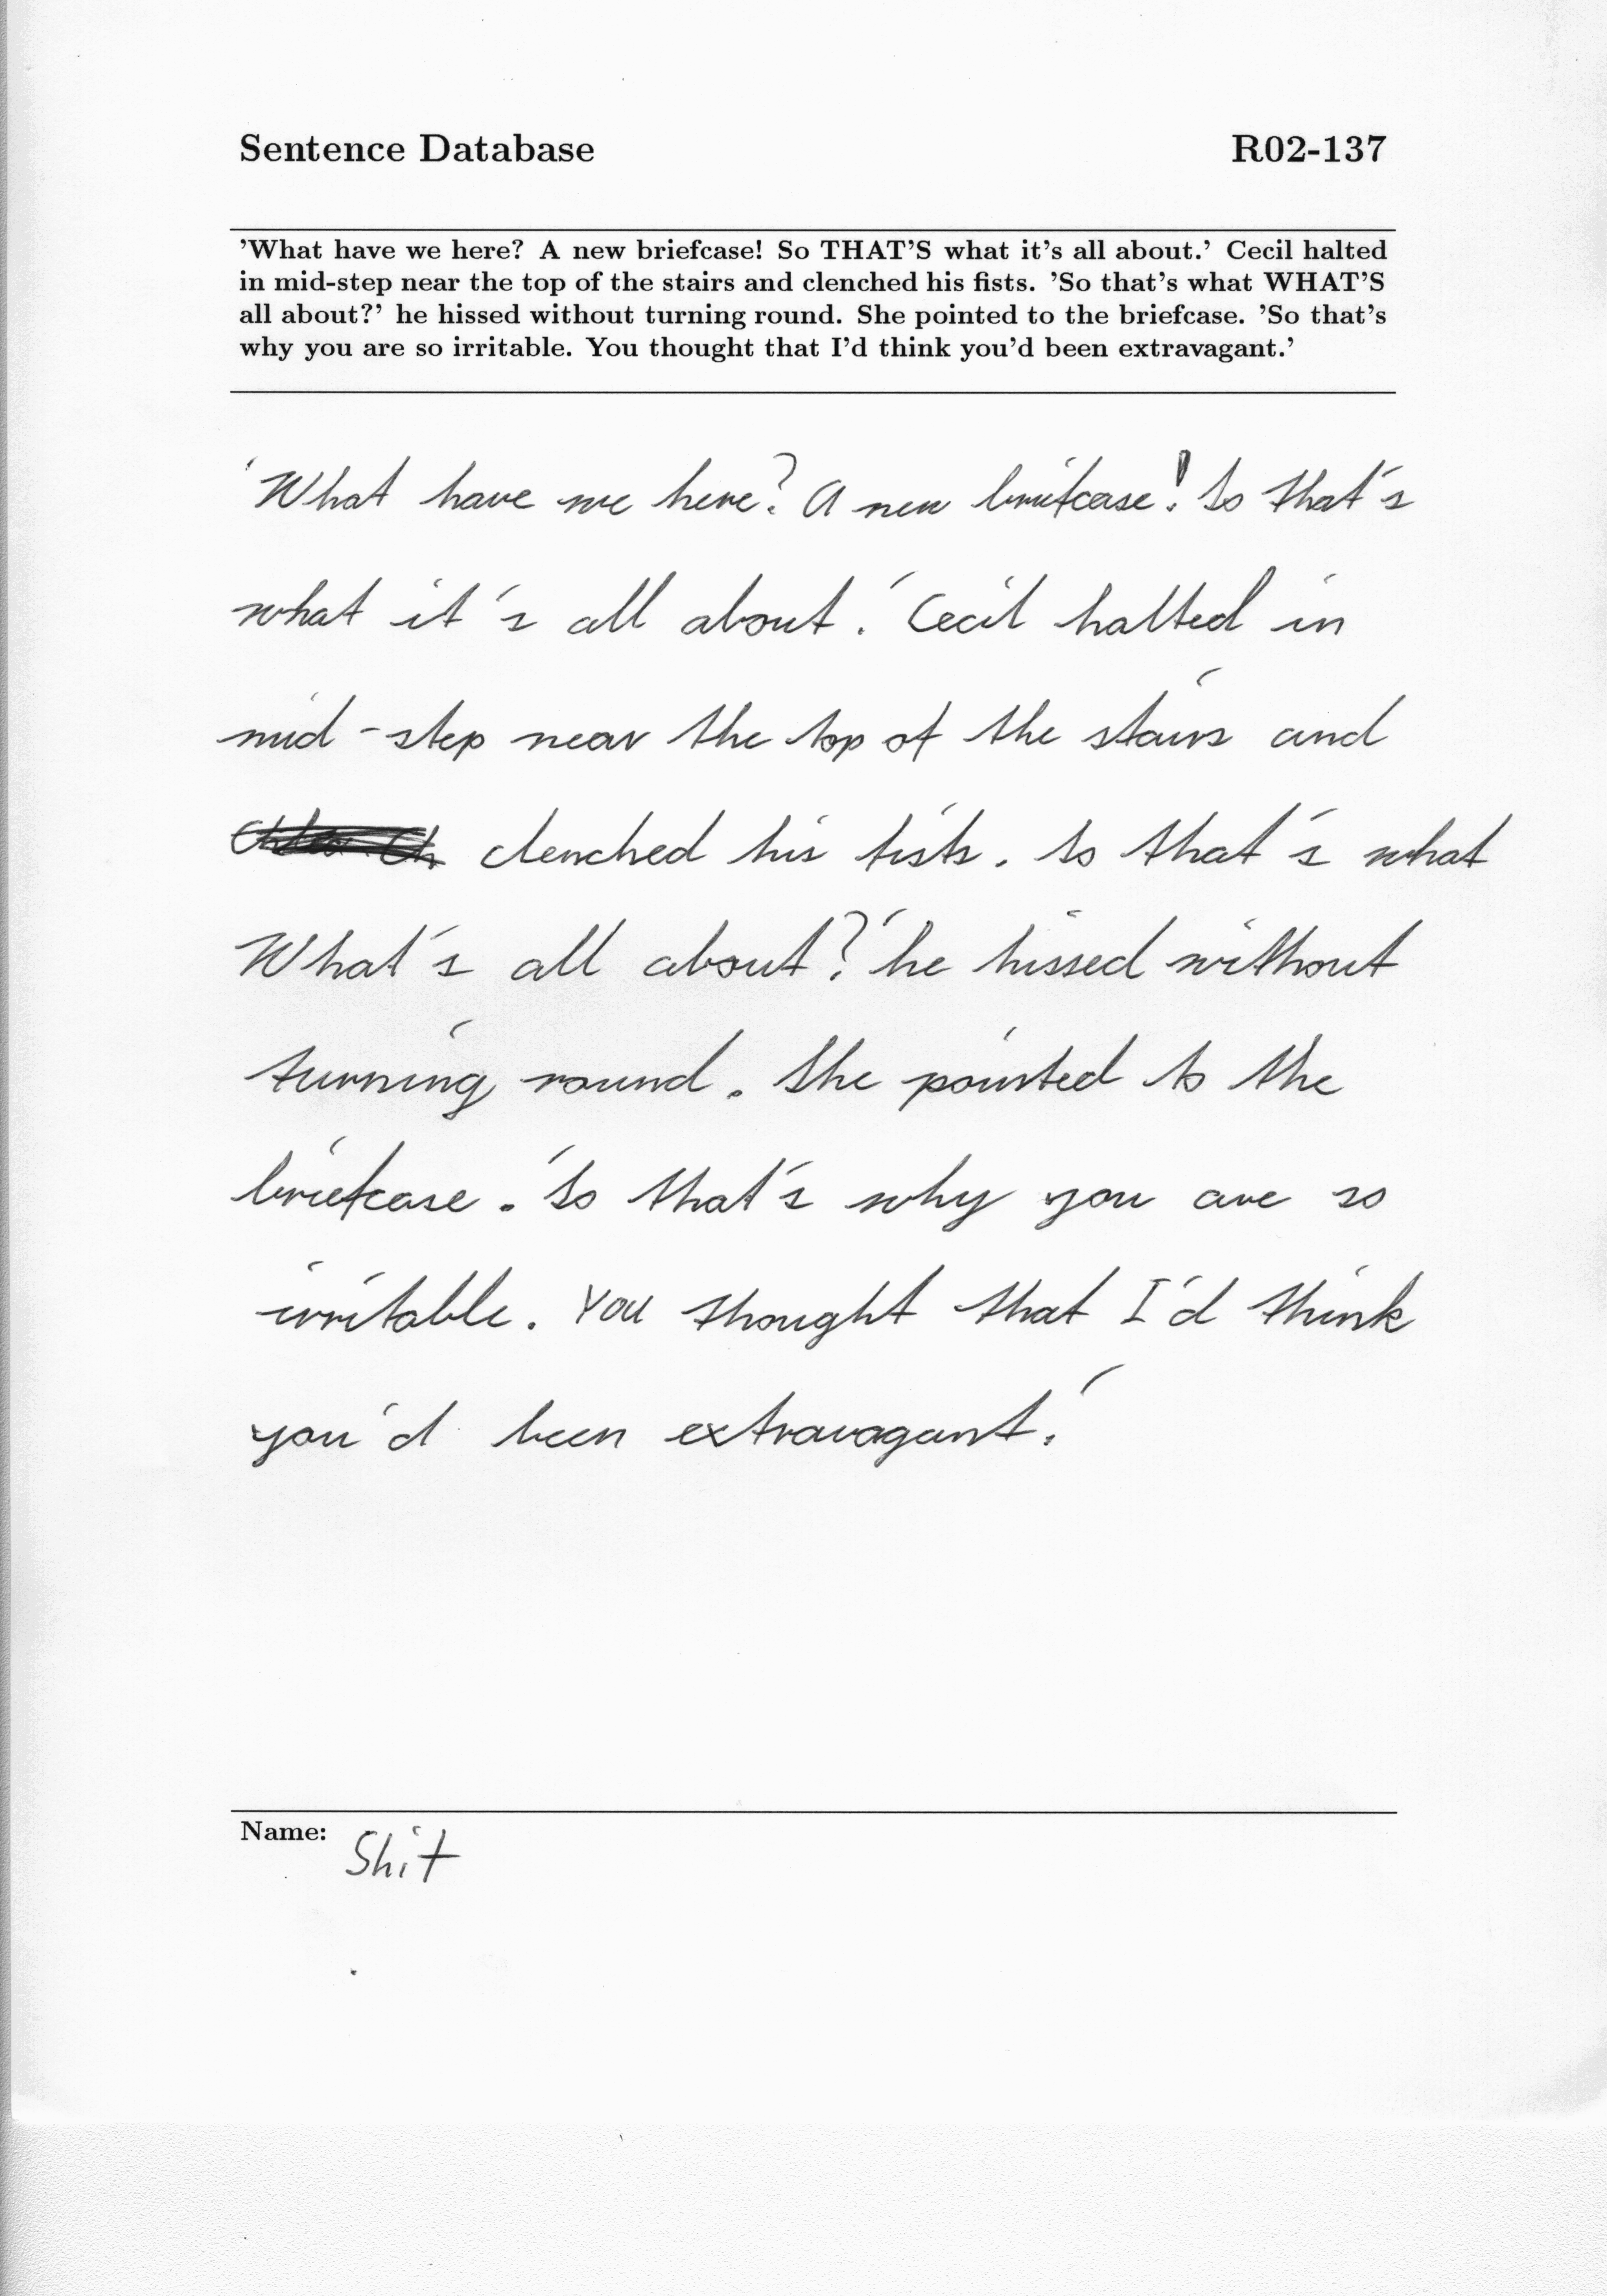 Sentence Database R02-137
'What have we here? A new briefcase! So THAT'S what it's all about.' Cecil halted
in mid-step near the top of the stairs and clenched his fists. 'So that's what WHAT'S
all about?' he hissed without turning round. She pointed to the briefcase. 'So that's
why you are so irritable. You thought that I'd think you'd been extravagant.'
'What have we here? A new briefcase! So that's
what it's all about.' Cecil halted in
mid-step near the top of the stairs and
clenched his fists. So that's what
What's all about?' he hissed without
turning round. She pointed to the
briefcase. 'So that's why you are so
irritable. You thought that I'd think
you'd been extravagant.'
Name: Shit